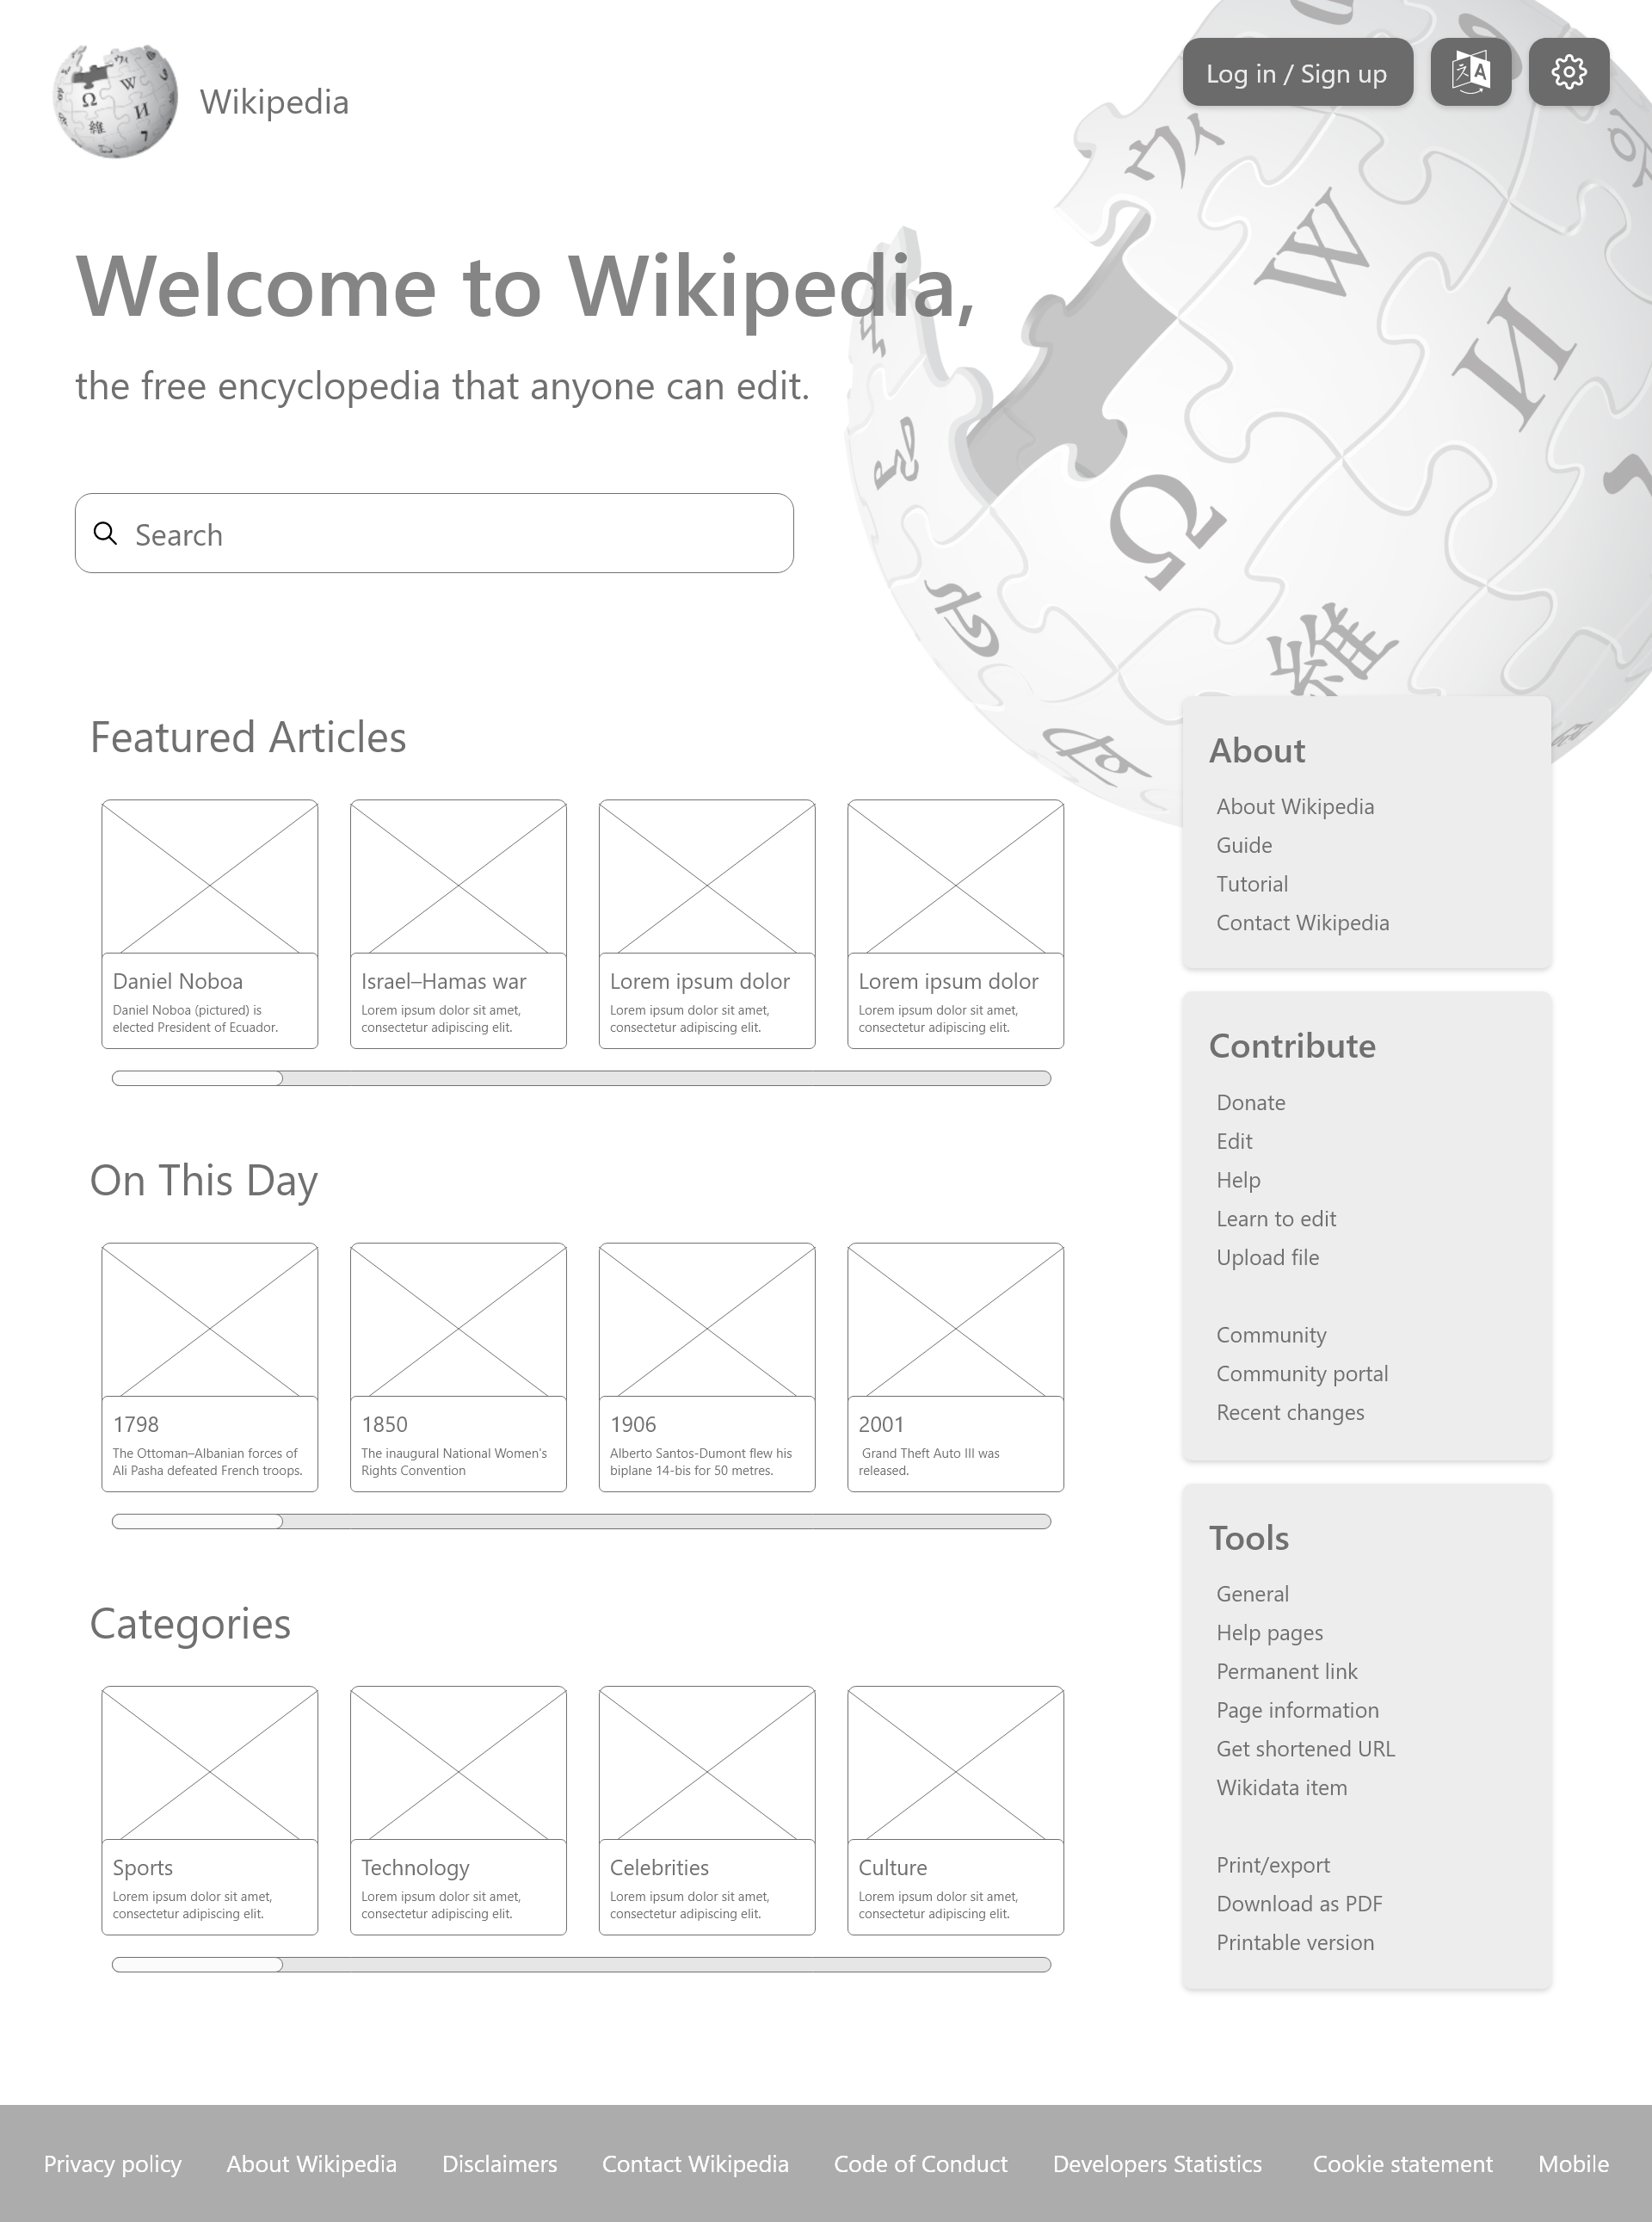 Wikipedia
Log in / Sign up
Welcome to Wikipedia,
the free encyclopedia that anyone can edit.
Search
Featured Articles
Daniel Noboa
Daniel Noboa (pictured) is
elected President of Ecuador.
Israel–Hamas war
Lorem ipsum dolor sit amet,
consectetur adipiscing elit.
Lorem ipsum dolor
Lorem ipsum dolor sit amet,
consectetur adipiscing elit.
Lorem ipsum dolor
Lorem ipsum dolor sit amet,
consectetur adipiscing elit.
On This Day
1798
The Ottoman–Albanian forces of
Ali Pasha defeated French troops.
1850
The inaugural National Women's
Rights Convention
1906
Alberto Santos-Dumont flew his
biplane 14-bis for 50 metres.
2001
Grand Theft Auto III was
released.
Categories
Sports
Lorem ipsum dolor sit amet,
consectetur adipiscing elit.
Technology
Lorem ipsum dolor sit amet,
consectetur adipiscing elit.
Celebrities
Lorem ipsum dolor sit amet,
consectetur adipiscing elit.
Culture
Lorem ipsum dolor sit amet,
consectetur adipiscing elit.
About
About Wikipedia
Guide
Tutorial
Contact Wikipedia
Contribute
Donate
Edit
Help
Learn to edit
Upload file
Community
Community portal
Recent changes
Tools
General
Help pages
Permanent link
Page information
Get shortened URL
Wikidata item
Print/export
Download as PDF
Printable version
Privacy policy About Wikipedia Disclaimers Contact Wikipedia Code of Conduct Developers Statistics Cookie statement Mobile
W
И
Ω
維